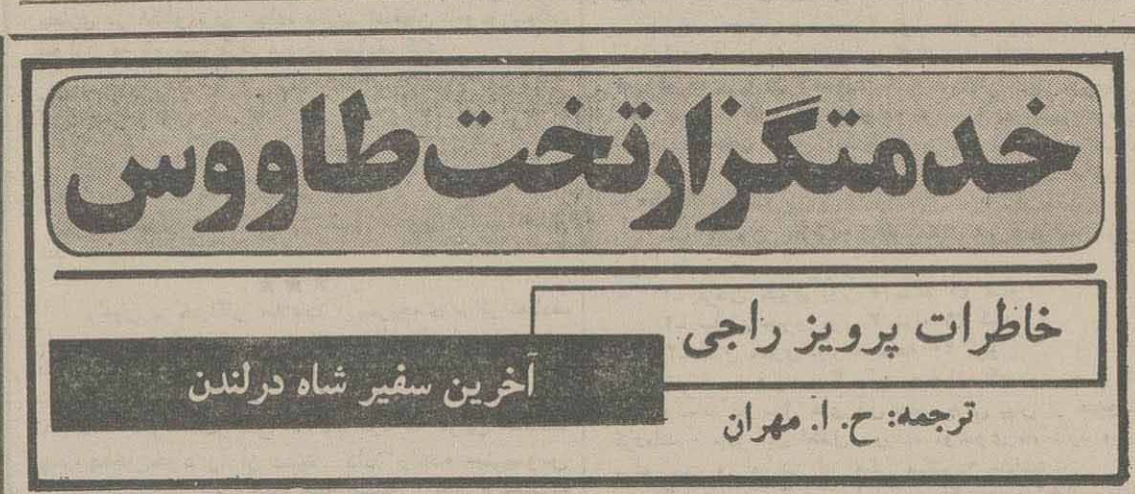 خدمتگزار تخت طاووس
خاطرات پرویز راجی
آخرین سفیر شاه در لندن
ترجمه: ح. ا. مهران